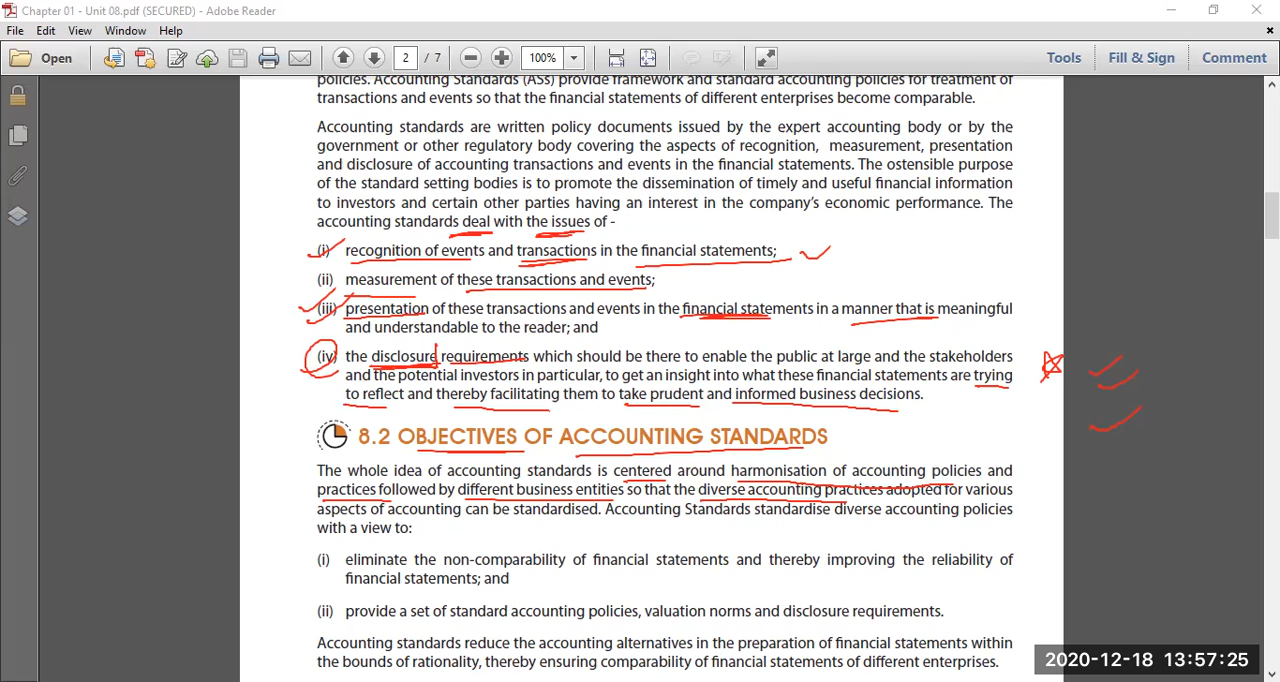 Chapter 01 - Unit 08.pdf (SECURED) - Adobe Reader
File Edit View Window Help
Open 2 / 7 100% Tools Fill & Sign Comment
policies. Accounting Standards (ASs) provide framework and standard accounting policies for treatment of
transactions and events so that the financial statements of different enterprises become comparable.
Accounting standards are written policy documents issued by the expert accounting body or by the
government or other regulatory body covering the aspects of recognition, measurement, presentation
and disclosure of accounting transactions and events in the financial statements. The ostensible purpose
of the standard setting bodies is to promote the dissemination of timely and useful financial information
to investors and certain other parties having an interest in the company's economic performance. The
accounting standards deal with the issues of -
(i) recognition of events and transactions in the financial statements;
(ii) measurement of these transactions and events;
(iii) presentation of these transactions and events in the financial statements in a manner that is meaningful
and understandable to the reader; and
(iv) the disclosure requirements which should be there to enable the public at large and the stakeholders
and the potential investors in particular, to get an insight into what these financial statements are trying
to reflect and thereby facilitating them to take prudent and informed business decisions.
8.2 OBJECTIVES OF ACCOUNTING STANDARDS
The whole idea of accounting standards is centered around harmonisation of accounting policies and
practices followed by different business entities so that the diverse accounting practices adopted for various
aspects of accounting can be standardised. Accounting Standards standardise diverse accounting policies
with a view to:
(i) eliminate the non-comparability of financial statements and thereby improving the reliability of
financial statements; and
(ii) provide a set of standard accounting policies, valuation norms and disclosure requirements.
Accounting standards reduce the accounting alternatives in the preparation of financial statements within
the bounds of rationality, thereby ensuring comparability of financial statements of different enterprises.
2020-12-18 13:57:25